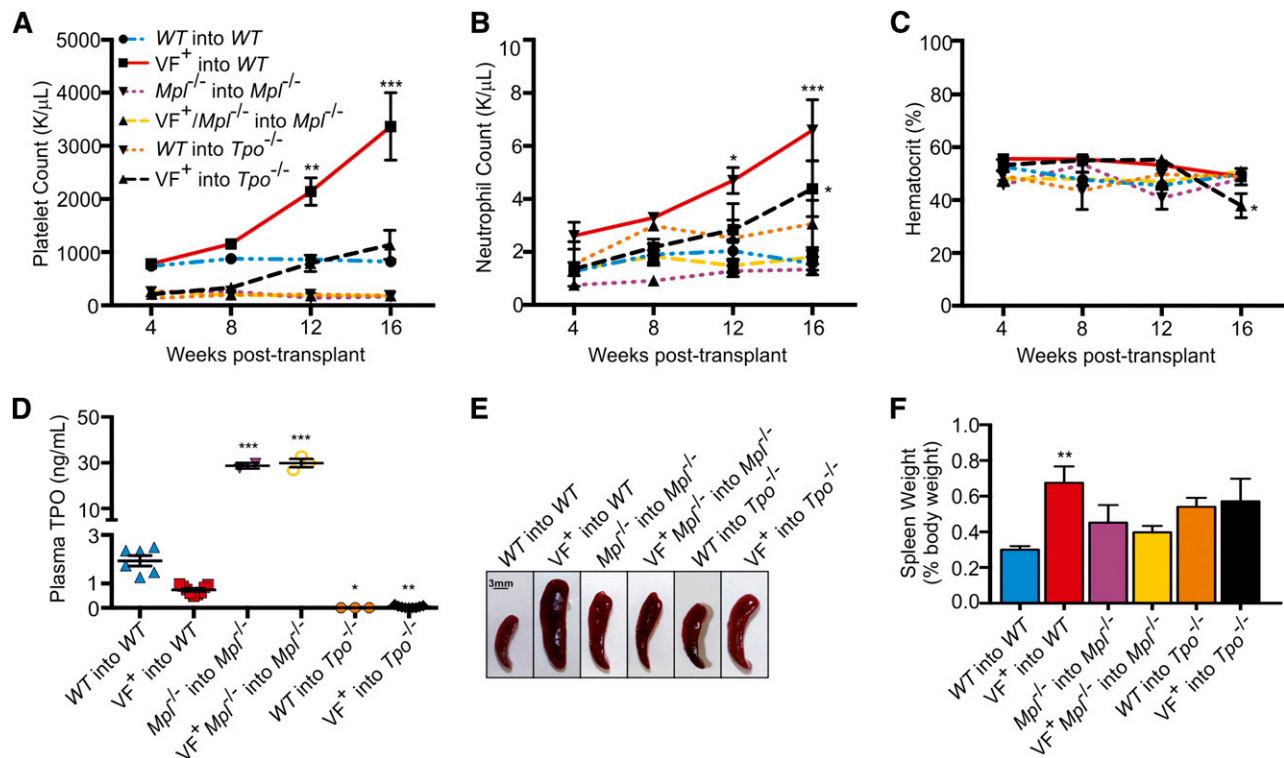 A
Platelet Count (K/μL)
5000
4000
3000
2000
1000
0
WT into WT
VF+ into WT
Mpl-/- into Mpl-/-
VF+/Mpl-/- into Mpl-/-
WT into Tpo-/-
VF+ into Tpo-/-
**
***
4 8 12 16
Weeks post-transplant
B
Neutrophil Count (K/μL)
10
8
6
4
2
0
*
***
*
4 8 12 16
Weeks post-transplant
C
Hematocrit (%)
100
80
60
40
20
0
*
4 8 12 16
Weeks post-transplant
D
Plasma TPO (ng/mL)
50
30
10
3
2
1
0
***
***
*
**
WT into WT
VF+ into WT
Mpl-/- into Mpl-/-
VF+ Mpl-/- into Mpl-/-
WT into Tpo-/-
VF+ into Tpo-/-
E
WT into WT
VF+ into WT
Mpl-/- into Mpl-/-
VF+ Mpl-/- into Mpl-/-
WT into Tpo-/-
VF+ into Tpo-/-
3mm
F
Spleen Weight
(% body weight)
1.0
0.8
0.6
0.4
0.2
0.0
**
WT into WT
VF+ into WT
Mpl-/- into Mpl-/-
VF+ Mpl-/- into Mpl-/-
WT into Tpo-/-
VF+ into Tpo-/-